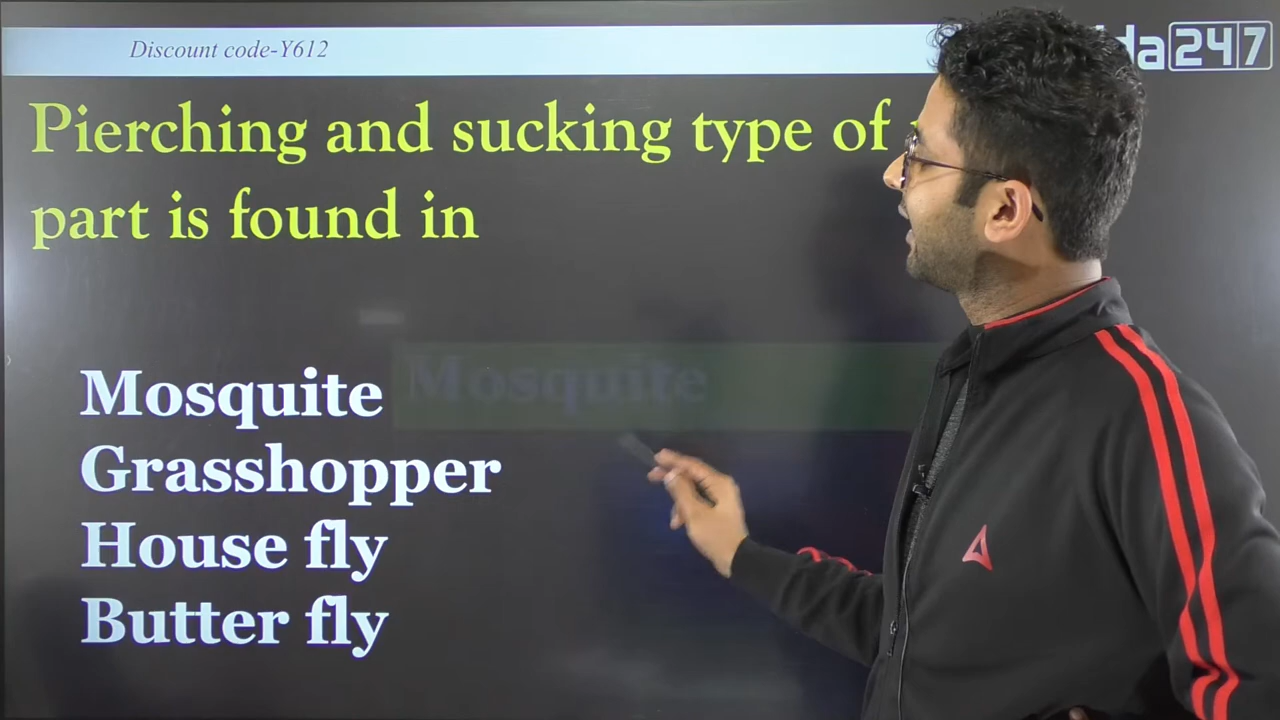 Discount code-Y612
247
Pierching and sucking type of
part is found in
Mosquite
Mosquite
Grasshopper
House fly
Butter fly